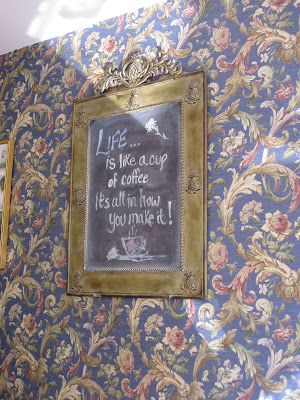 LIFE...
is like a cup
of coffee
It's all in how
you make it!